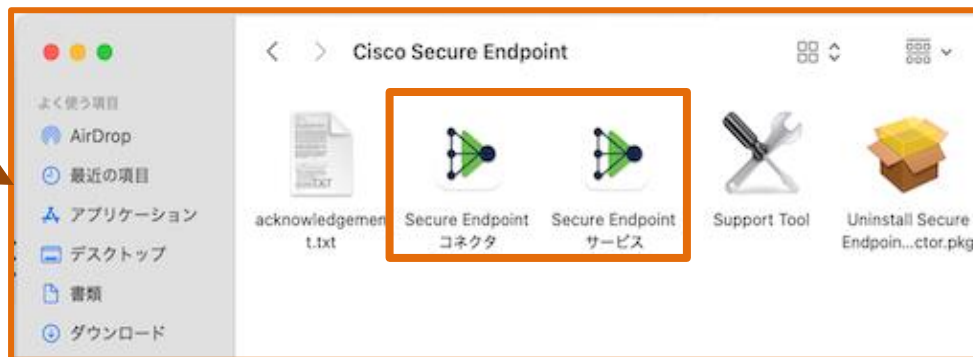 Cisco Secure Endpoint
よく使う項目
AirDrop
最近の項目
アプリケーション
デスクトップ
書類
ダウンロード
TXT
acknowledgemen
t.txt
Secure Endpoint
コネクタ
Secure Endpoint
サービス
Support Tool
Uninstall Secure
Endpoin...ctor.pkg